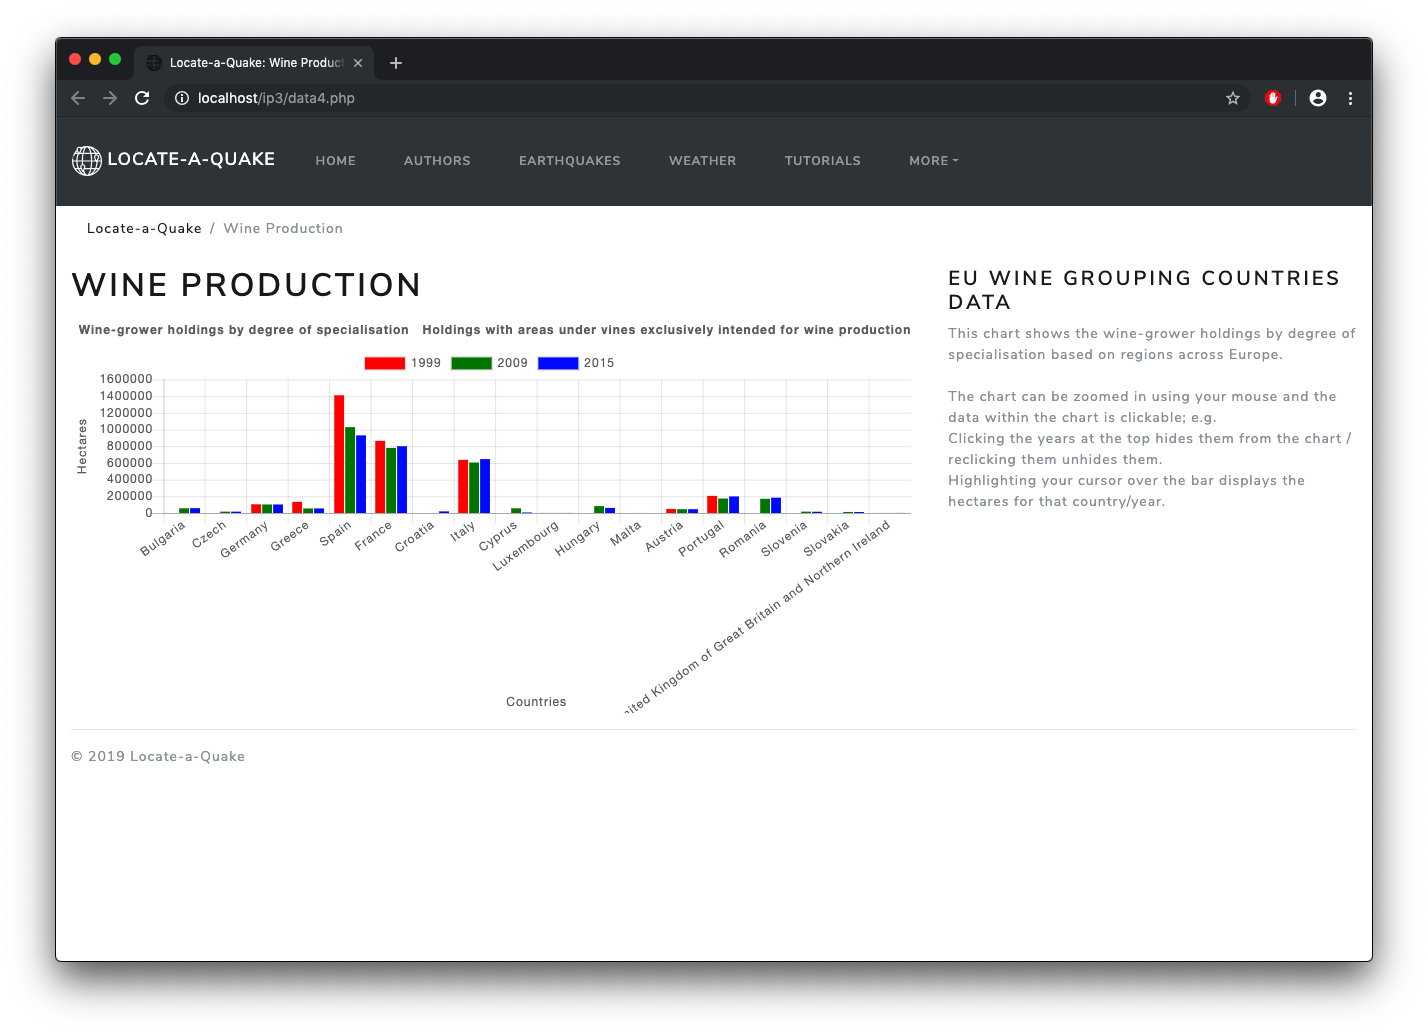 Locate-a-Quake: Wine Product
localhost/ip3/data4.php
LOCATE-A-QUAKE HOME AUTHORS EARTHQUAKES WEATHER TUTORIALS MORE
Locate-a-Quake / Wine Production
WINE PRODUCTION
Wine-grower holdings by degree of specialisation Holdings with areas under vines exclusively intended for wine production
1999 2009 2015
Hectares
1600000
1400000
1200000
1000000
800000
600000
400000
200000
0
Bulgaria
Czech
Germany
Greece
Spain
France
Croatia
Italy
Cyprus
Luxembourg
Hungary
Malta
Austria
Portugal
Romania
Slovenia
Slovakia
nited Kingdom of Great Britain and Northern Ireland
Countries
EU WINE GROUPING COUNTRIES
DATA
This chart shows the wine-grower holdings by degree of
specialisation based on regions across Europe.
The chart can be zoomed in using your mouse and the
data within the chart is clickable; e.g.
Clicking the years at the top hides them from the chart /
reclicking them unhides them.
Highlighting your cursor over the bar displays the
hectares for that country/year.
© 2019 Locate-a-Quake